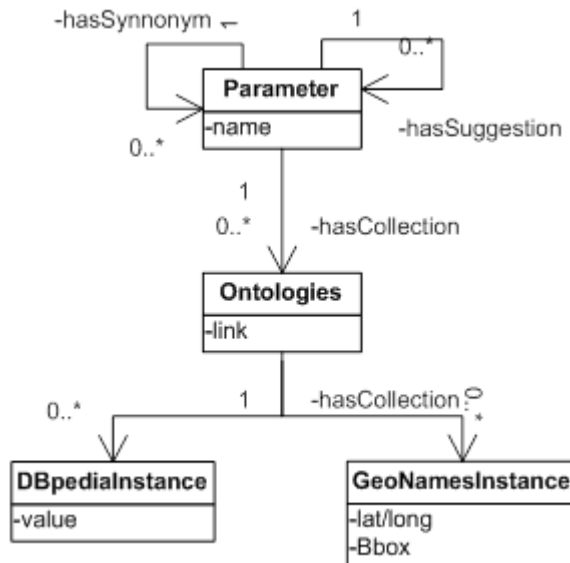 -hasSynnonym 1
1
0..*
Parameter
-name
0..*
-hasSuggestion
1
0..*
-hasCollection
Ontologies
-link
0..*
1
-hasCollection
0..*
DBpediaInstance
-value
GeoNamesInstance
-lat/long
-Bbox